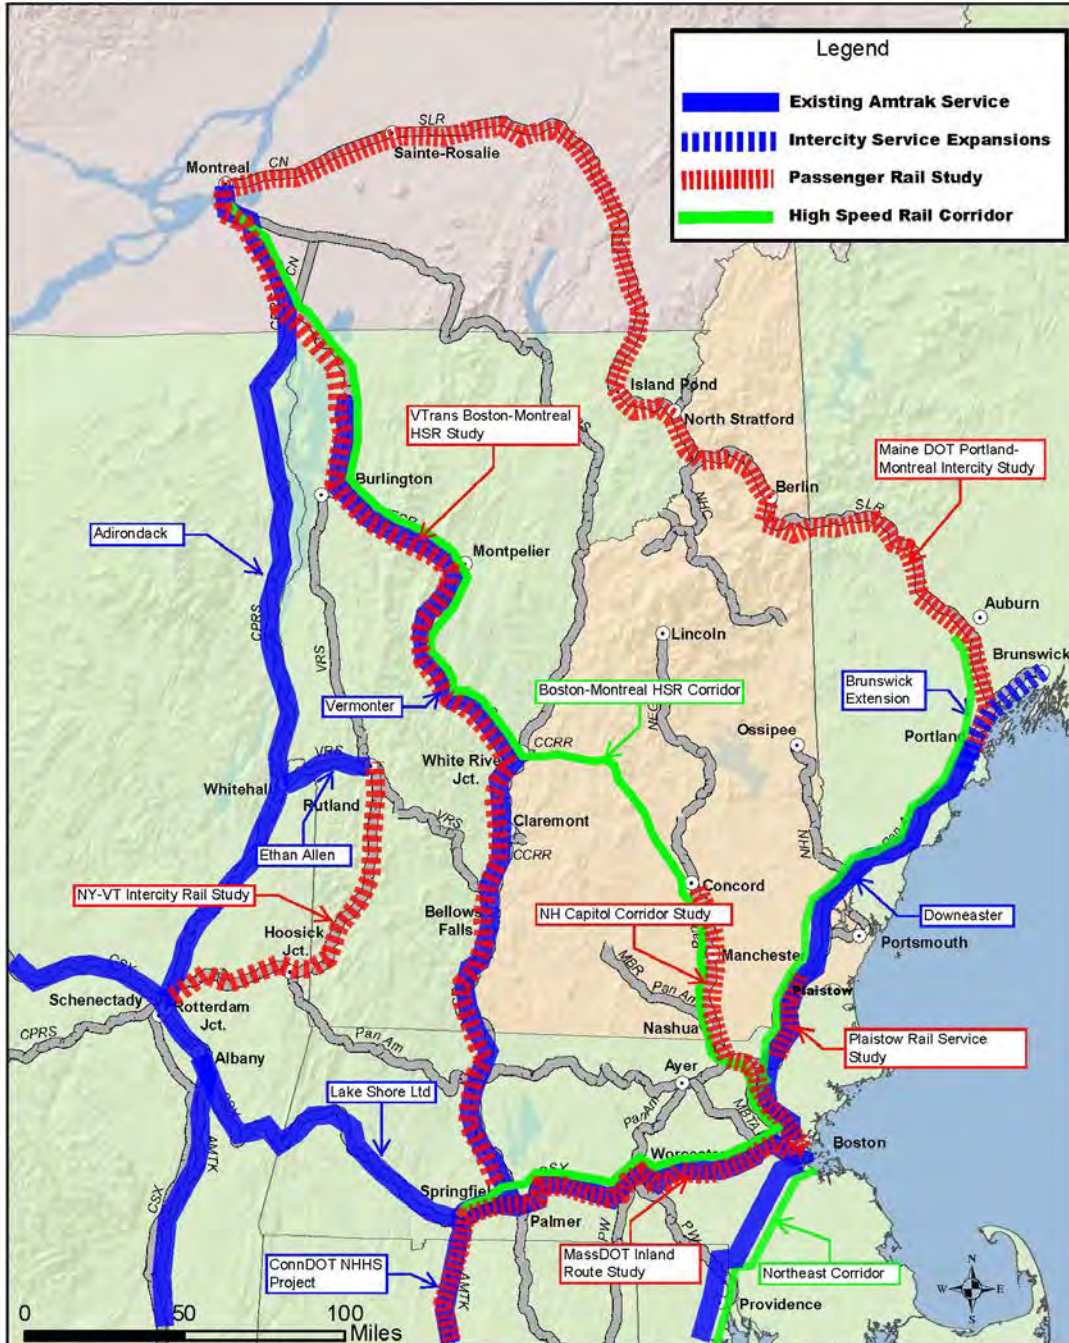 Legend
Existing Amtrak Service
Intercity Service Expansions
Passenger Rail Study
High Speed Rail Corridor
SLR
Sainte-Rosalie
CN
Montreal
CN
Island Pond
North Stratford
VTrans Boston-Montreal
HSR Study
Maine DOT Portland-
Montreal Intercity Study
Burlington
Berlin
NHC
SLR
Adirondack
Montpelier
CPRS
Auburn
Lincoln
VRS
Brunswick
Boston-Montreal HSR Corridor
Brunswick
Extension
Vermonter
Ossipee
Portland
CCRR
VRS
White River
Jct.
Whitehall
Rutland
Claremont
VRS
CCRR
NHN
Ethan Allen
Concord
NY-VT Intercity Rail Study
Bellows
Falls
NH Capitol Corridor Study
Downeaster
Hoosick
Jct.
Manchester
Portsmouth
MBR
CSX
Pan Am
Plaistow
Schenectady
Rotterdam
Jct.
CPRS
Nashua
Pan Am
Plaistow Rail Service
Study
Albany
Ayer
Lake Shore Ltd
CSX
Pan Am
MBTA
AMTK
Boston
CSX
Springfiel
CSX
Palmer
PW
PW
ConnDOT NHHS
Project
AMTK
MassDOT Inland
Route Study
Northeast Corridor
N
W
E
S
Providence
0
50
100
Miles